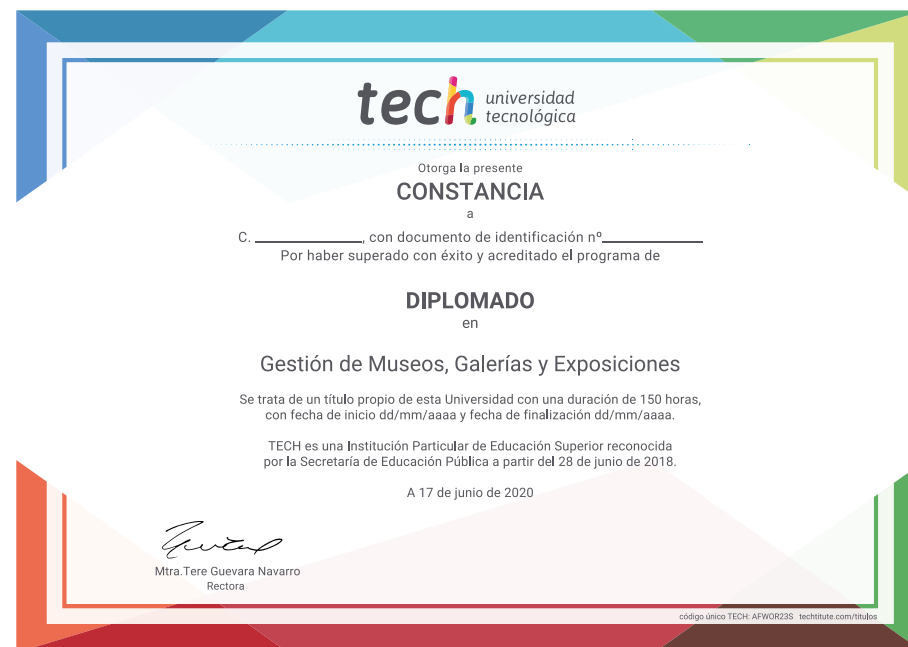 tech universidad
tecnológica
Otorga la presente
CONSTANCIA
a
C. ____________, con documento de identificación nº____________
Por haber superado con éxito y acreditado el programa de
DIPLOMADO
en
Gestión de Museos, Galerías y Exposiciones
Se trata de un título propio de esta Universidad con una duración de 150 horas,
con fecha de inicio dd/mm/aaaa y fecha de finalización dd/mm/aaaa.
TECH es una Institución Particular de Educación Superior reconocida
por la Secretaría de Educación Pública a partir del 28 de junio de 2018.
A 17 de junio de 2020
Mtra.Tere Guevara Navarro
Rectora
código único TECH: AFWOR23S techtitute.com/titulos